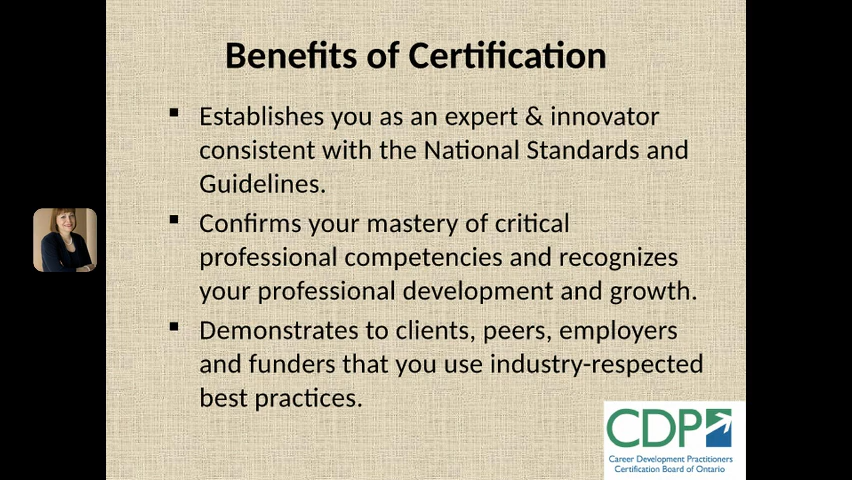 Benefits of Certification
▪ Establishes you as an expert & innovator
consistent with the National Standards and
Guidelines.
▪ Confirms your mastery of critical
professional competencies and recognizes
your professional development and growth.
▪ Demonstrates to clients, peers, employers
and funders that you use industry-respected
best practices.
CDP
Career Development Practitioners
Certification Board of Ontario